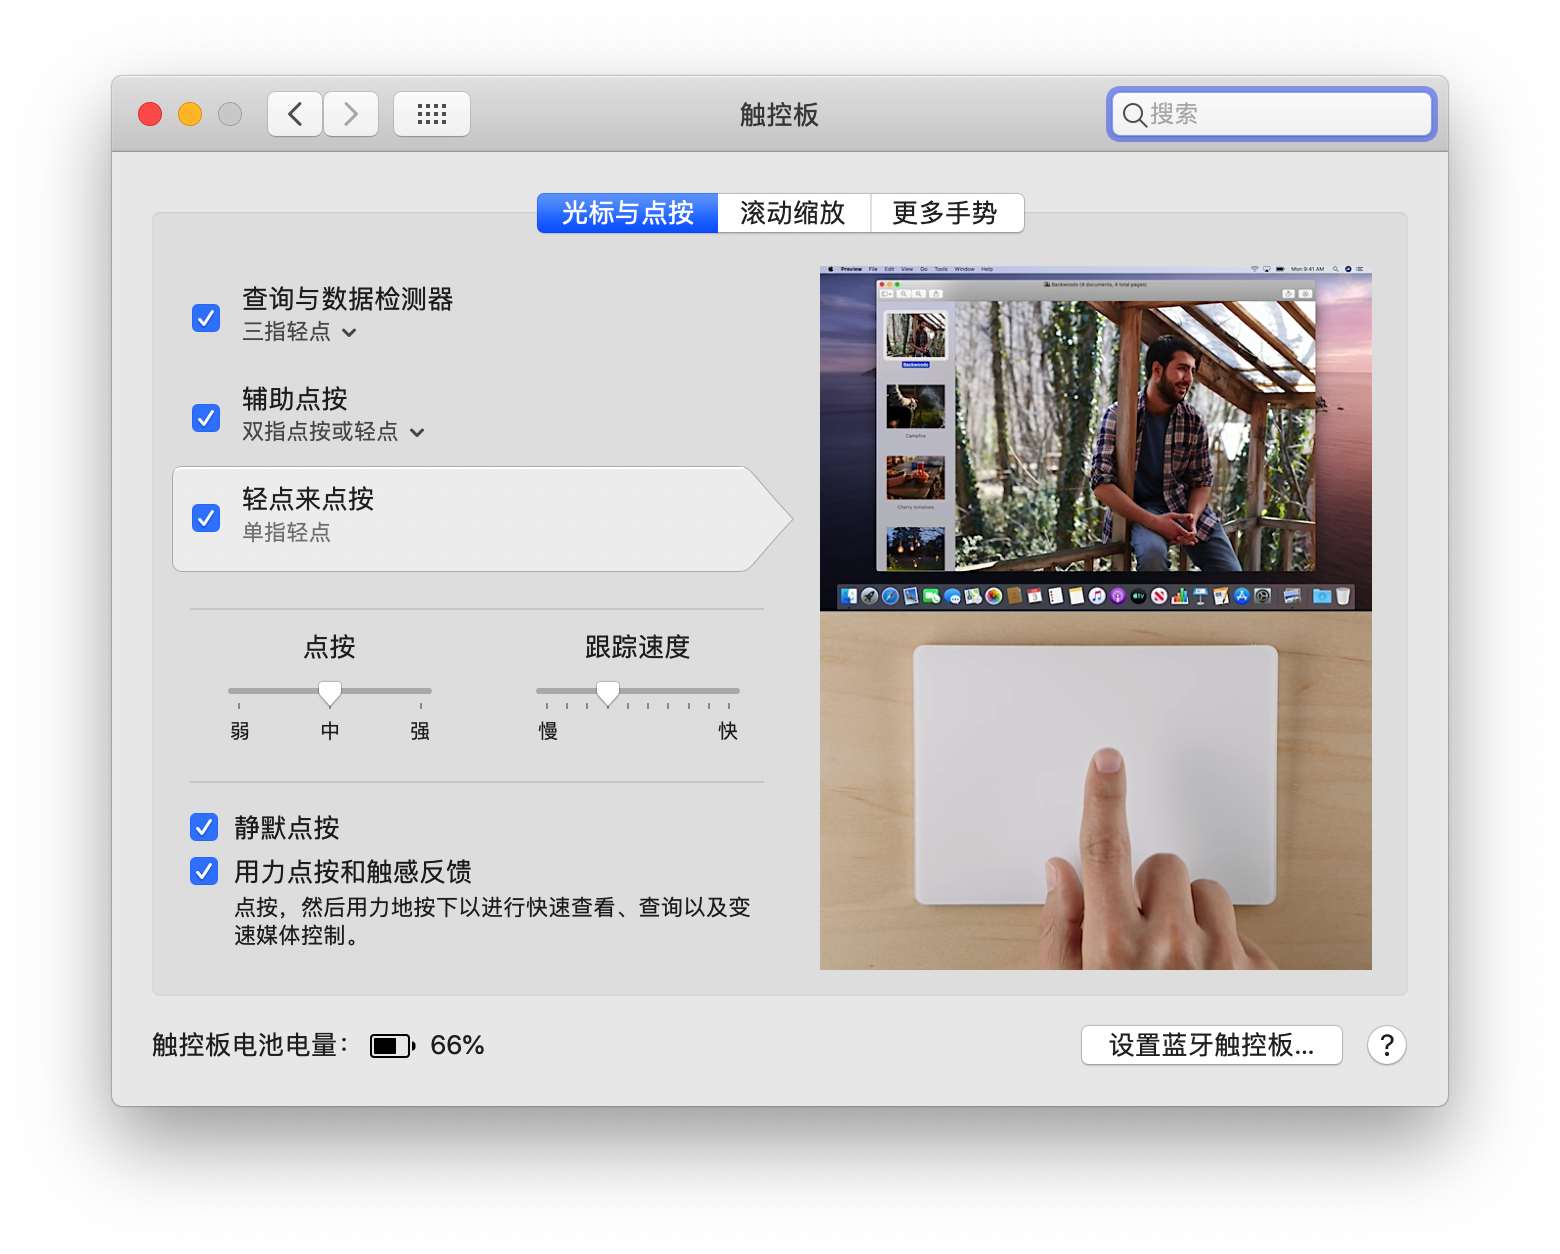 触控板
搜索
光标与点按
滚动缩放
更多手势
查询与数据检测器
三指轻点
辅助点按
双指点按或轻点
轻点来点按
单指轻点
点按
弱
中
强
跟踪速度
慢
快
静默点按
用力点按和触感反馈
点按，然后用力地按下以进行快速查看、查询以及变
速媒体控制。
Preview File Edit View Go Tools Window Help
Mon 9:41 AM
Backwoods (4 documents, 4 total pages)
Backwoods
Campfire
Cherry tomatoes
触控板电池电量：
66%
设置蓝牙触控板...
?